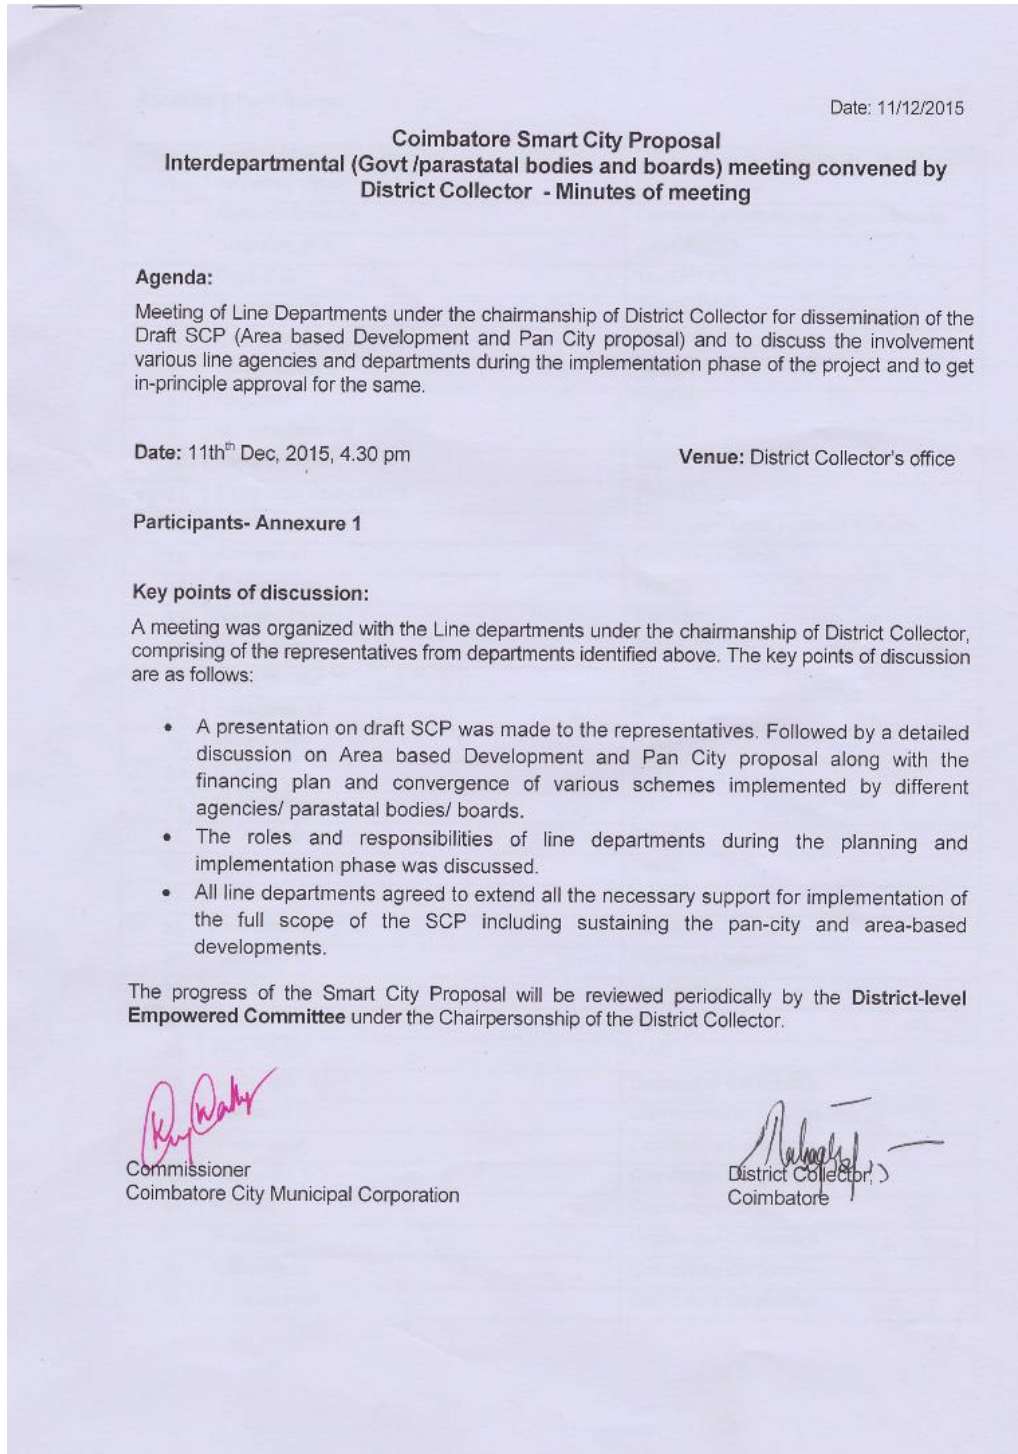 Date: 11/12/2015
Coimbatore Smart City Proposal
Interdepartmental (Govt /parastatal bodies and boards) meeting convened by
District Collector - Minutes of meeting
Agenda:
Meeting of Line Departments under the chairmanship of District Collector for dissemination of the
Draft SCP (Area based Development and Pan City proposal) and to discuss the involvement
various line agencies and departments during the implementation phase of the project and to get
in-principle approval for the same.
Date: 11th^th Dec, 2015, 4.30 pm Venue: District Collector's office
Participants- Annexure 1
Key points of discussion:
A meeting was organized with the Line departments under the chairmanship of District Collector,
comprising of the representatives from departments identified above. The key points of discussion
are as follows:
• A presentation on draft SCP was made to the representatives. Followed by a detailed
discussion on Area based Development and Pan City proposal along with the
financing plan and convergence of various schemes implemented by different
agencies/ parastatal bodies/ boards.
• The roles and responsibilities of line departments during the planning and
implementation phase was discussed.
• All line departments agreed to extend all the necessary support for implementation of
the full scope of the SCP including sustaining the pan-city and area-based
developments.
The progress of the Smart City Proposal will be reviewed periodically by the District-level
Empowered Committee under the Chairpersonship of the District Collector.
Commissioner
Coimbatore City Municipal Corporation
District Collector,
Coimbatore